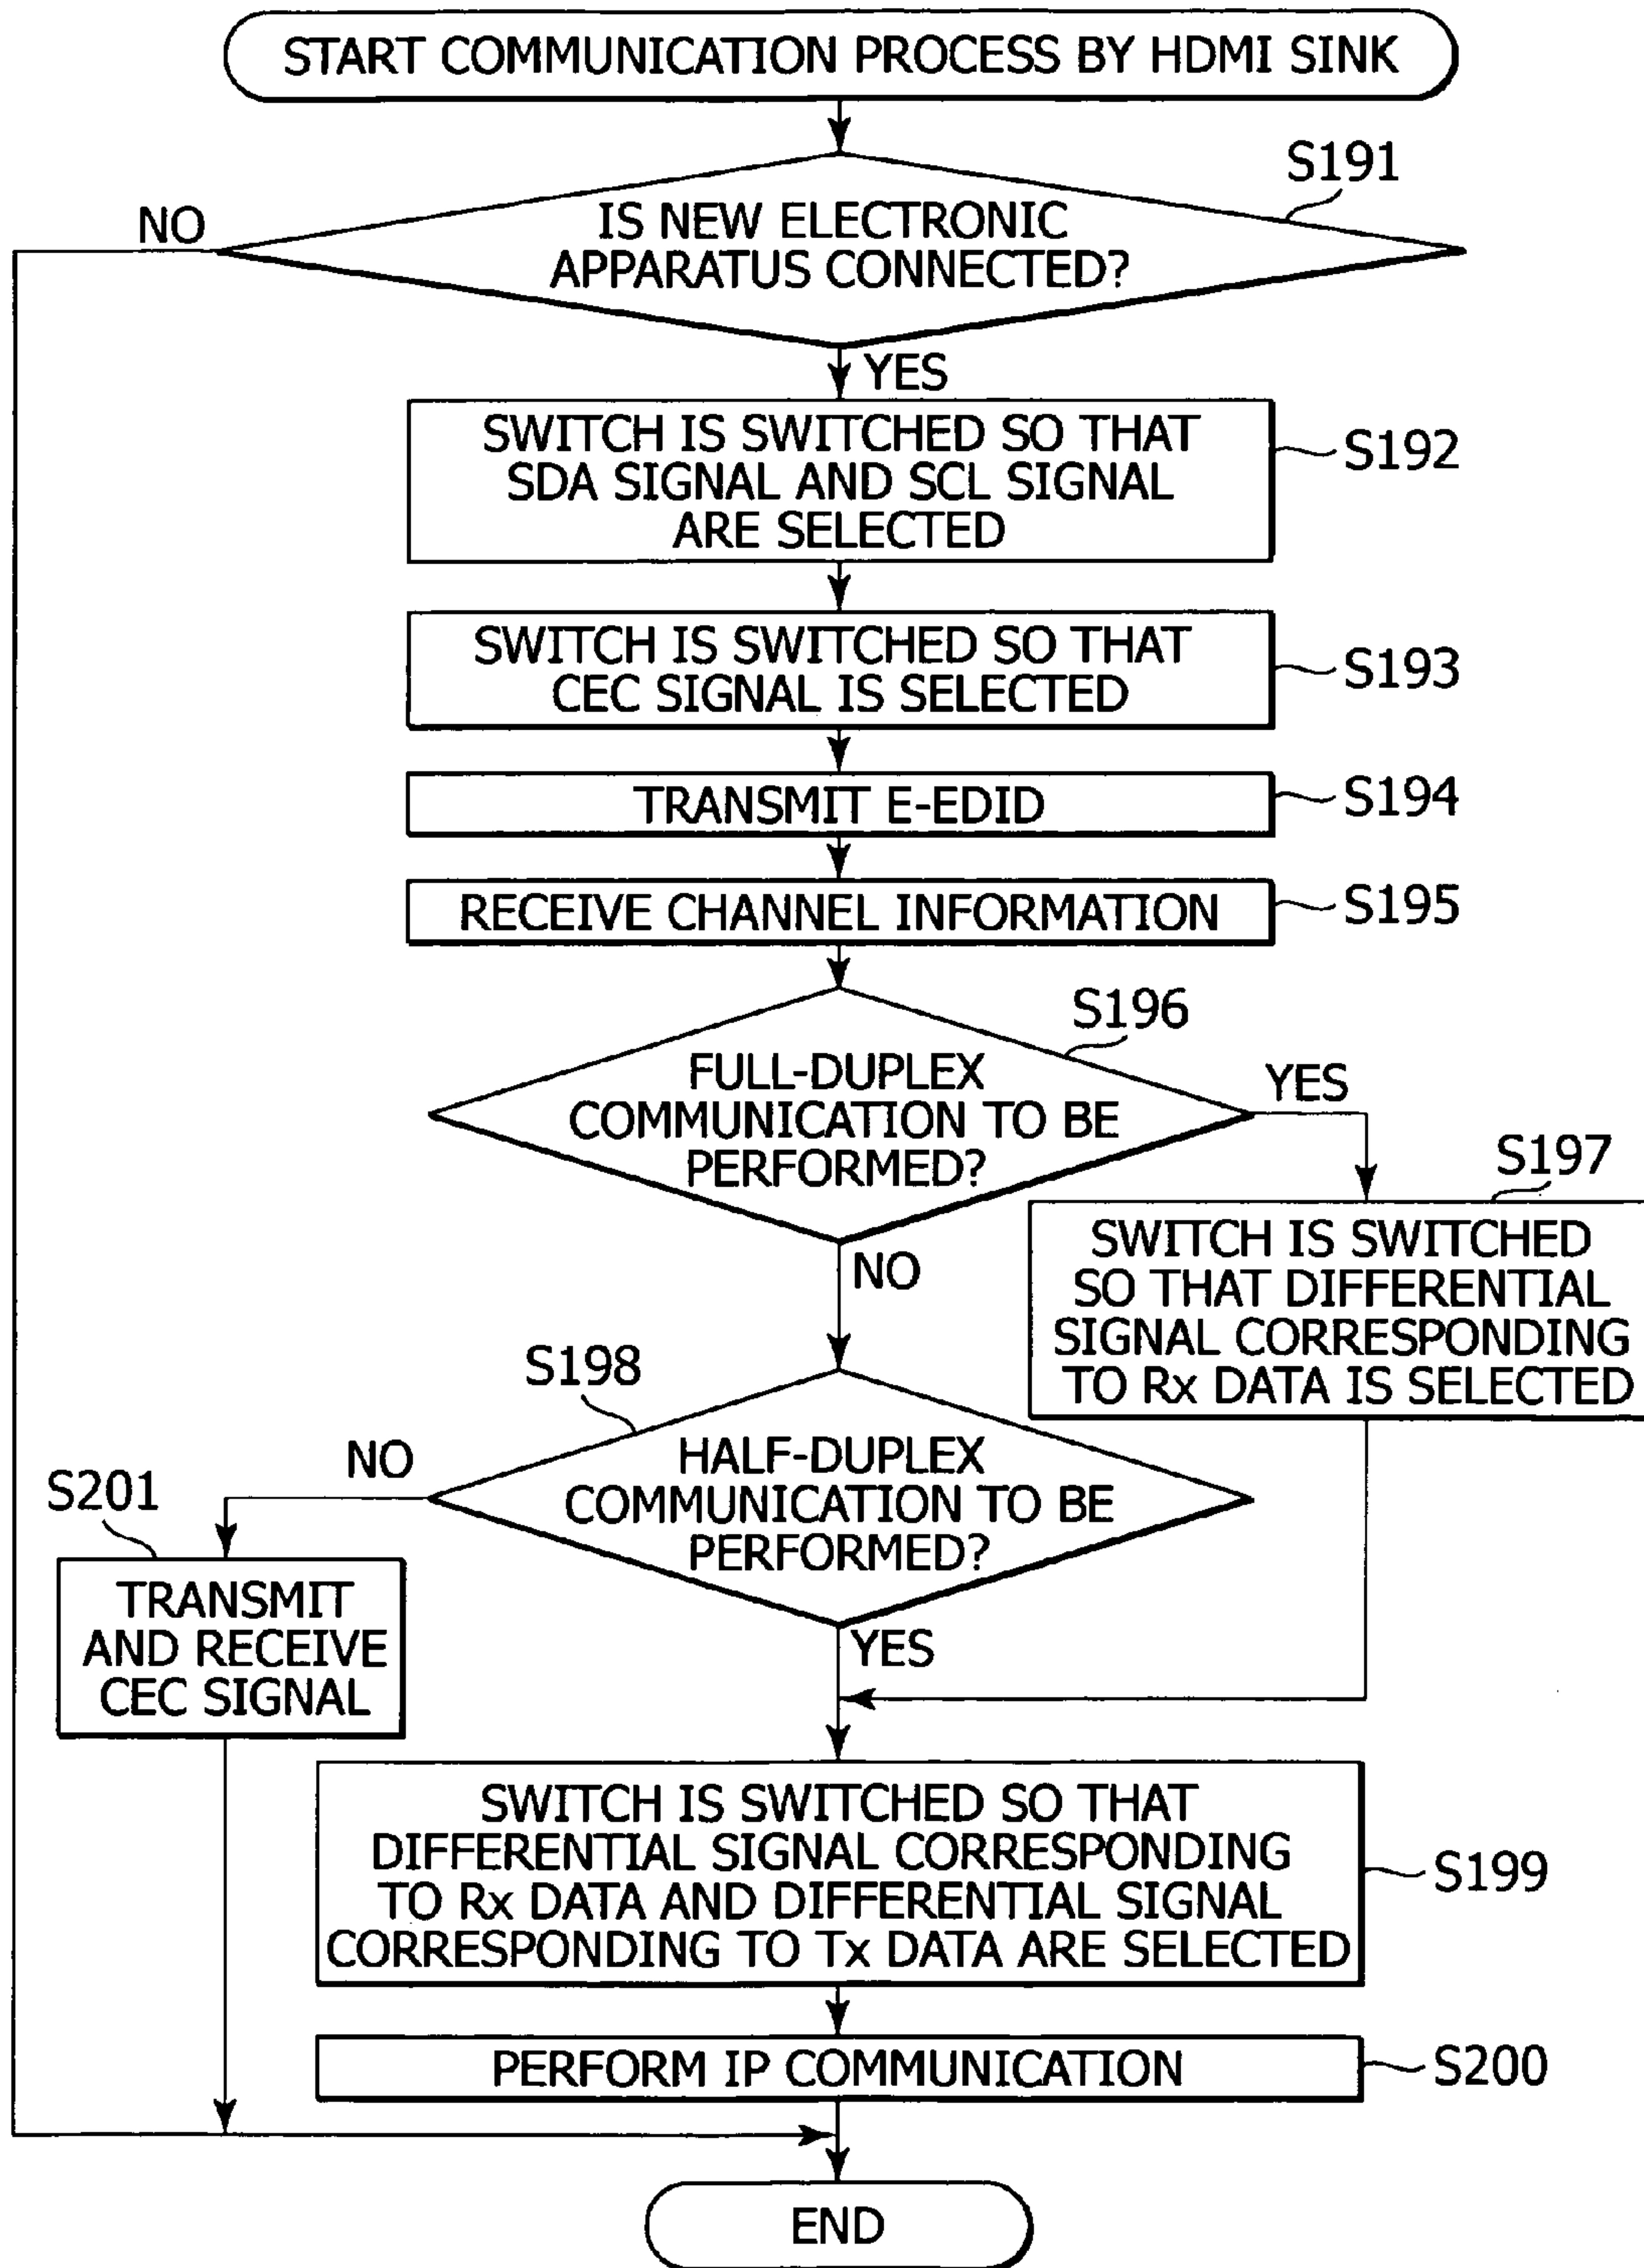 START COMMUNICATION PROCESS BY HDMI SINK
S191
NO
IS NEW ELECTRONIC
APPARATUS CONNECTED?
YES
SWITCH IS SWITCHED SO THAT
SDA SIGNAL AND SCL SIGNAL
ARE SELECTED
S192
SWITCH IS SWITCHED SO THAT
CEC SIGNAL IS SELECTED
S193
TRANSMIT E-EDID
S194
RECEIVE CHANNEL INFORMATION
S195
S196
FULL-DUPLEX
COMMUNICATION TO BE
PERFORMED?
YES
NO
S197
SWITCH IS SWITCHED
SO THAT DIFFERENTIAL
SIGNAL CORRESPONDING
TO Rx DATA IS SELECTED
S198
HALF-DUPLEX
COMMUNICATION TO BE
PERFORMED?
NO
YES
S201
TRANSMIT
AND RECEIVE
CEC SIGNAL
SWITCH IS SWITCHED SO THAT
DIFFERENTIAL SIGNAL CORRESPONDING
TO Rx DATA AND DIFFERENTIAL SIGNAL
CORRESPONDING TO Tx DATA ARE SELECTED
S199
PERFORM IP COMMUNICATION
S200
END